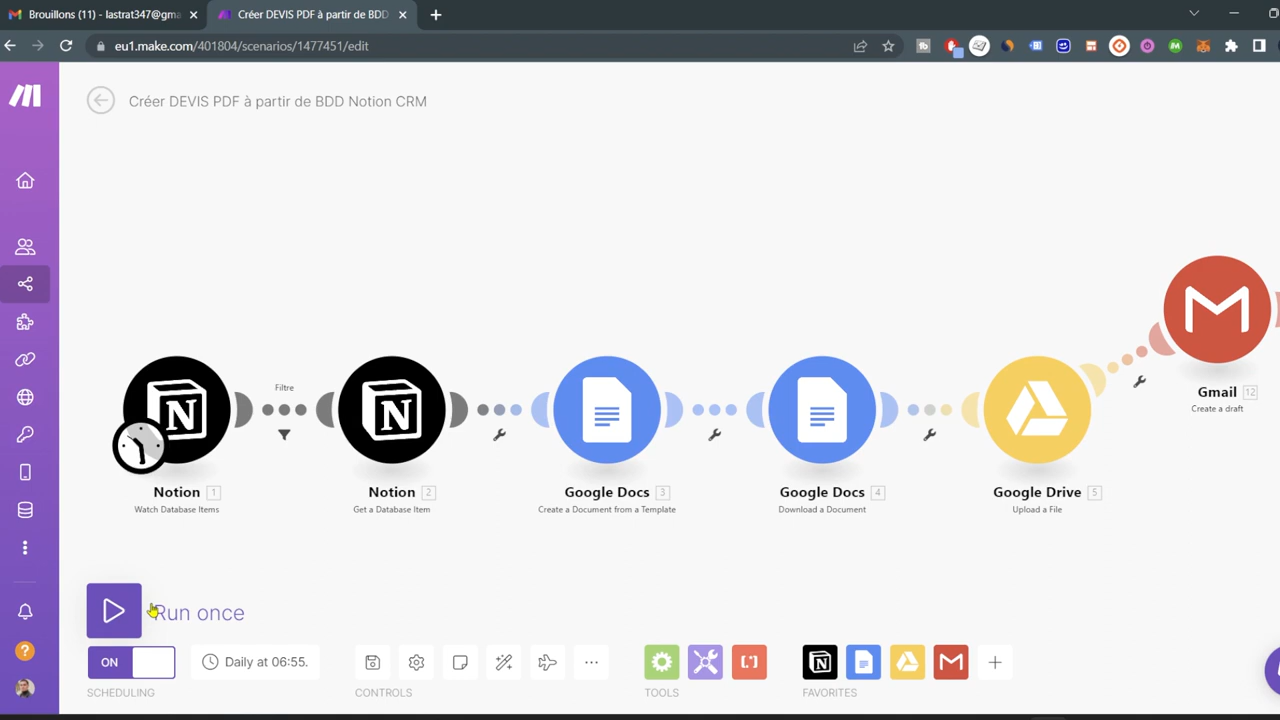 Brouillons (11) - lastrat347@gma
Créer DEVIS PDF à partir de BDD
eu1.make.com/401804/scenarios/1477451/edit
Créer DEVIS PDF à partir de BDD Notion CRM
Filtre
Gmail 12
Create a draft
Notion 1
Watch Database Items
Notion 2
Get a Database Item
Google Docs 3
Create a Document from a Template
Google Docs 4
Download a Document
Google Drive 5
Upload a File
Run once
ON
Daily at 06:55.
SCHEDULING
CONTROLS
TOOLS
FAVORITES